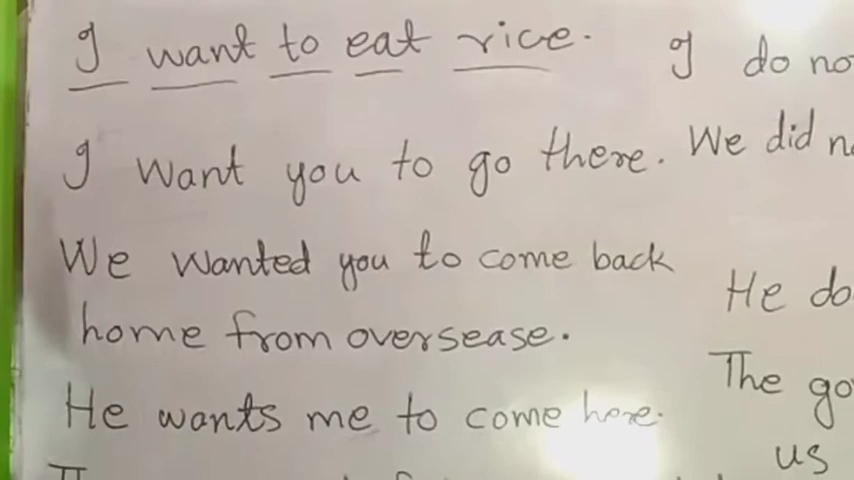 I want to eat rice.
I want you to go there.
We wanted you to come back
home from oversease.
He wants me to come here.
I do no
We did n
He do
The go
us